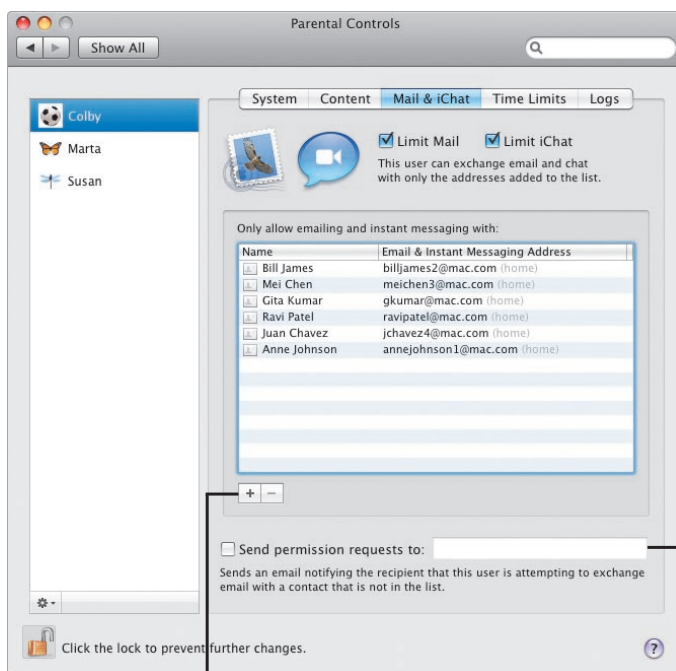 Parental Controls
Show All
Colby
Marta
Susan
System Content Mail & iChat Time Limits Logs
Limit Mail Limit iChat
This user can exchange email and chat
with only the addresses added to the list.
Only allow emailing and instant messaging with:
Name Email & Instant Messaging Address
Bill James billjames2@mac.com (home)
Mei Chen meichen3@mac.com (home)
Gita Kumar gkumar@mac.com (home)
Ravi Patel ravipatel@mac.com (home)
Juan Chavez jchavez4@mac.com (home)
Anne Johnson annejohnson1@mac.com (home)
+ −
Send permission requests to:
Sends an email notifying the recipient that this user is attempting to exchange
email with a contact that is not in the list.
Click the lock to prevent further changes.
?